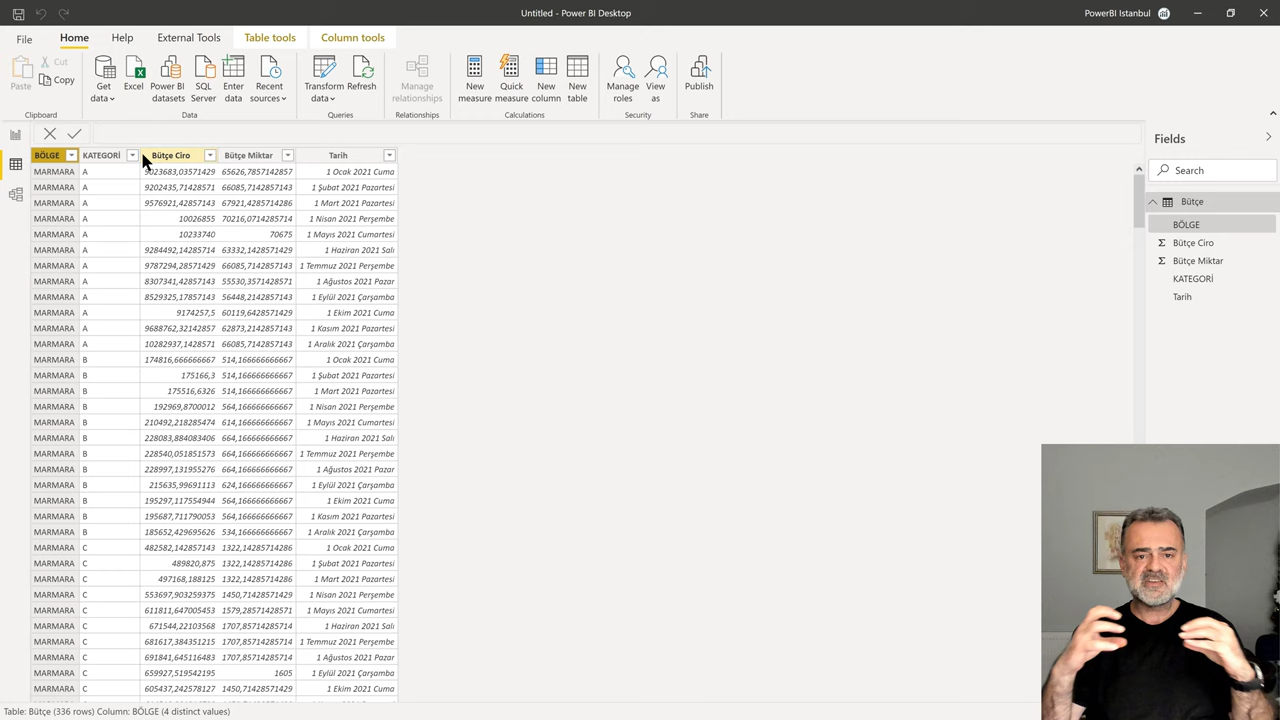 Untitled - Power BI Desktop
PowerBI Istanbul
File
Home
Help
External Tools
Table tools
Column tools
Paste
Cut
Copy
Clipboard
Get data
Excel
Power BI datasets
SQL Server
Enter data
Recent sources
Data
Transform data
Refresh
Queries
Manage relationships
Relationships
New measure
Quick measure
New column
New table
Calculations
Manage roles
View as
Security
Publish
Share
BÖLGE KATEGORİ Bütçe Ciro Bütçe Miktar Tarih
MARMARA A 9023683,03571429 65626,7857142857 1 Ocak 2021 Cuma
MARMARA A 9202435,71428571 66085,7142857143 1 Şubat 2021 Pazartesi
MARMARA A 9576921,42857143 67921,4285714286 1 Mart 2021 Pazartesi
MARMARA A 10026855 70216,0714285714 1 Nisan 2021 Perşembe
MARMARA A 10233740 70675 1 Mayıs 2021 Cumartesi
MARMARA A 9284492,14285714 63332,1428571429 1 Haziran 2021 Salı
MARMARA A 9787294,28571429 66085,7142857143 1 Temmuz 2021 Perşembe
MARMARA A 8307341,42857143 55530,3571428571 1 Ağustos 2021 Pazar
MARMARA A 8529325,17857143 56448,2142857143 1 Eylül 2021 Çarşamba
MARMARA A 9174257,5 60119,6428571429 1 Ekim 2021 Cuma
MARMARA A 9688762,32142857 62873,2142857143 1 Kasım 2021 Pazartesi
MARMARA A 10282937,1428571 66085,7142857143 1 Aralık 2021 Çarşamba
MARMARA B 174816,666666667 514,166666666667 1 Ocak 2021 Cuma
MARMARA B 175166,3 514,166666666667 1 Şubat 2021 Pazartesi
MARMARA B 175516,6326 514,166666666667 1 Mart 2021 Pazartesi
MARMARA B 192969,8700012 564,166666666667 1 Nisan 2021 Perşembe
MARMARA B 210492,218285474 614,166666666667 1 Mayıs 2021 Cumartesi
MARMARA B 228083,884083406 664,166666666667 1 Haziran 2021 Salı
MARMARA B 228540,051851573 664,166666666667 1 Temmuz 2021 Perşembe
MARMARA B 228997,131955276 664,166666666667 1 Ağustos 2021 Pazar
MARMARA B 215635,99691113 624,166666666667 1 Eylül 2021 Çarşamba
MARMARA B 195297,117554944 564,166666666667 1 Ekim 2021 Cuma
MARMARA B 195687,711790053 564,166666666667 1 Kasım 2021 Pazartesi
MARMARA B 185652,429695626 534,166666666667 1 Aralık 2021 Çarşamba
MARMARA C 482582,142857143 1322,14285714286 1 Ocak 2021 Cuma
MARMARA C 489820,875 1322,14285714286 1 Şubat 2021 Pazartesi
MARMARA C 497168,188125 1322,14285714286 1 Mart 2021 Pazartesi
MARMARA C 553697,903259375 1450,71428571429 1 Nisan 2021 Perşembe
MARMARA C 611811,647005453 1579,28571428571 1 Mayıs 2021 Cumartesi
MARMARA C 671544,22103568 1707,85714285714 1 Haziran 2021 Salı
MARMARA C 681617,384351215 1707,85714285714 1 Temmuz 2021 Perşembe
MARMARA C 691841,645116483 1707,85714285714 1 Ağustos 2021 Pazar
MARMARA C 659927,519542195 1605 1 Eylül 2021 Çarşamba
MARMARA C 605437,242578127 1450,71428571429 1 Ekim 2021 Cuma
Fields
Search
Bütçe
BÖLGE
Bütçe Ciro
Bütçe Miktar
KATEGORİ
Tarih
Table: Bütçe (336 rows) Column: BÖLGE (4 distinct values)